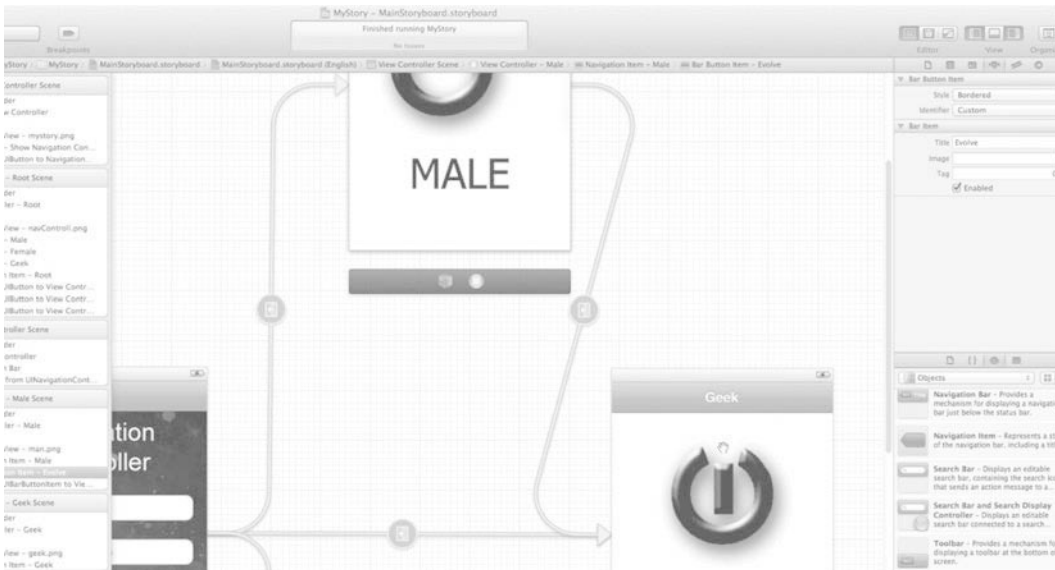 MyStory – MainStoryboard.storyboard
Finished running MyStory
No Issues
Breakpoints
Editor
View
MyStory
MainStoryboard.storyboard
MainStoryboard.storyboard (English)
View Controller Scene
View Controller – Male
Navigation Item – Male
Bar Button Item – Evolve
ontroller Scene
der
w Controller
View – mystory.png
– Show Navigation Con...
UIButton to Navigation...
– Root Scene
der
ler – Root
View – navControll.png
– Male
– Female
– Geek
n Item – Root
UIButton to View Contr...
UIButton to View Contr...
UIButton to View Contr...
troller Scene
der
ontroller
n Bar
from UINavigationCont...
– Male Scene
der
ler – Male
View – man.png
n Item – Male
Item – Evolve
UIBarButtonItem to Vie...
– Geek Scene
der
ler – Geek
View – geek.png
n Item – Geek
MALE
ation
oller
Geek
Bar Button Item
Style Bordered
Identifier Custom
Bar Item
Title Evolve
Image
Tag
Enabled
Objects
Navigation Bar – Provides a
mechanism for displaying a navigati
bar just below the status bar.
Navigation Item – Represents a st
of the navigation bar, including a titl
Search Bar – Displays an editable
search bar, containing the search ico
that sends an action message to a...
Search Bar and Search Display
Controller – Displays an editable
search bar connected to a search...
Toolbar – Provides a mechanism fo
displaying a toolbar at the bottom o
screen.